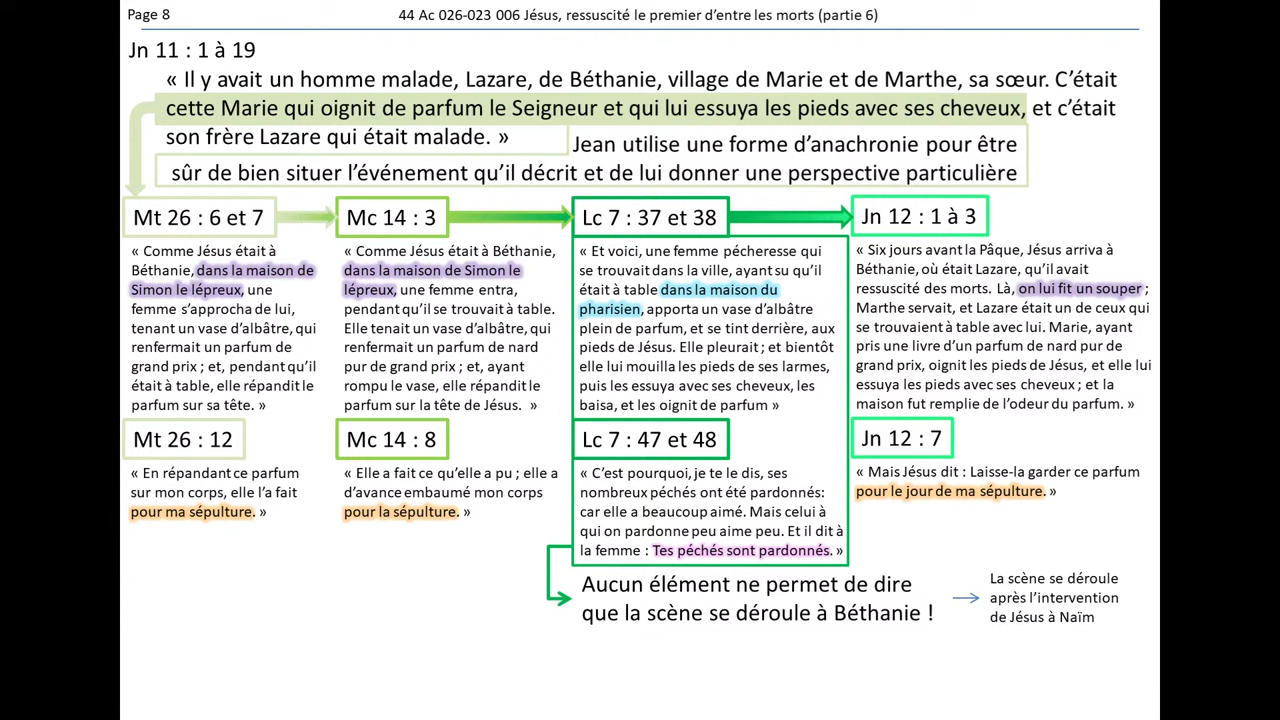 Page 8
44 Ac 026-023 006 Jésus, ressuscité le premier d’entre les morts (partie 6)
Jn 11 : 1 à 19
« Il y avait un homme malade, Lazare, de Béthanie, village de Marie et de Marthe, sa sœur. C’était
cette Marie qui oignit de parfum le Seigneur et qui lui essuya les pieds avec ses cheveux, et c’était
son frère Lazare qui était malade. »
Jean utilise une forme d’anachronie pour être
sûr de bien situer l’événement qu’il décrit et de lui donner une perspective particulière
Mt 26 : 6 et 7
« Comme Jésus était à
Béthanie, dans la maison de
Simon le lépreux, une
femme s’approcha de lui,
tenant un vase d’albâtre, qui
renfermait un parfum de
grand prix ; et, pendant qu’il
était à table, elle répandit le
parfum sur sa tête. »
Mt 26 : 12
« En répandant ce parfum
sur mon corps, elle l’a fait
pour ma sépulture. »
Mc 14 : 3
« Comme Jésus était à Béthanie,
dans la maison de Simon le
lépreux, une femme entra,
pendant qu’il se trouvait à table.
Elle tenait un vase d’albâtre, qui
renfermait un parfum de nard
pur de grand prix ; et, ayant
rompu le vase, elle répandit le
parfum sur la tête de Jésus. »
Mc 14 : 8
« Elle a fait ce qu’elle a pu ; elle a
d’avance embaumé mon corps
pour la sépulture. »
Lc 7 : 37 et 38
« Et voici, une femme pécheresse qui
se trouvait dans la ville, ayant su qu’il
était à table dans la maison du
pharisien, apporta un vase d’albâtre
plein de parfum, et se tint derrière, aux
pieds de Jésus. Elle pleurait ; et bientôt
elle lui mouilla les pieds de ses larmes,
puis les essuya avec ses cheveux, les
baisa, et les oignit de parfum »
Lc 7 : 47 et 48
« C’est pourquoi, je te le dis, ses
nombreux péchés ont été pardonnés:
car elle a beaucoup aimé. Mais celui à
qui on pardonne peu aime peu. Et il dit à
la femme : Tes péchés sont pardonnés. »
Jn 12 : 1 à 3
« Six jours avant la Pâque, Jésus arriva à
Béthanie, où était Lazare, qu’il avait
ressuscité des morts. Là, on lui fit un souper ;
Marthe servait, et Lazare était un de ceux qui
se trouvaient à table avec lui. Marie, ayant
pris une livre d’un parfum de nard pur de
grand prix, oignit les pieds de Jésus, et elle lui
essuya les pieds avec ses cheveux ; et la
maison fut remplie de l’odeur du parfum. »
Jn 12 : 7
« Mais Jésus dit : Laisse-la garder ce parfum
pour le jour de ma sépulture. »
Aucun élément ne permet de dire
que la scène se déroule à Béthanie !
La scène se déroule
après l’intervention
de Jésus à Naïm